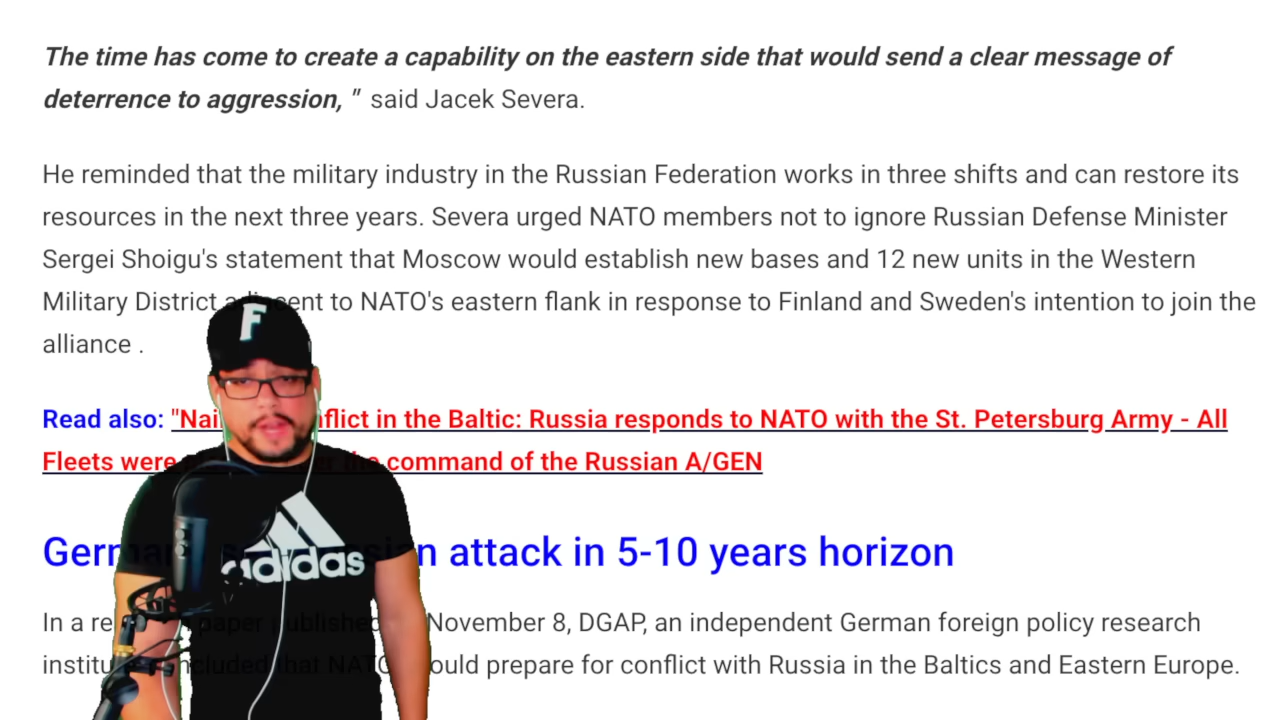 The time has come to create a capability on the eastern side that would send a clear message of
deterrence to aggression, " said Jacek Severa.
He reminded that the military industry in the Russian Federation works in three shifts and can restore its
resources in the next three years. Severa urged NATO members not to ignore Russian Defense Minister
Sergei Shoigu's statement that Moscow would establish new bases and 12 new units in the Western
Military District adjacent to NATO's eastern flank in response to Finland and Sweden's intention to join the
alliance .
F
Read also: in the Baltic: Russia responds to NATO with the St. Petersburg Army - All
Fleets were the command of the Russian A/GEN
adidas
attack in 5-10 years horizon
In a paper published November 8, DGAP, an independent German foreign policy research
concluded that NATO should prepare for conflict with Russia in the Baltics and Eastern Europe.